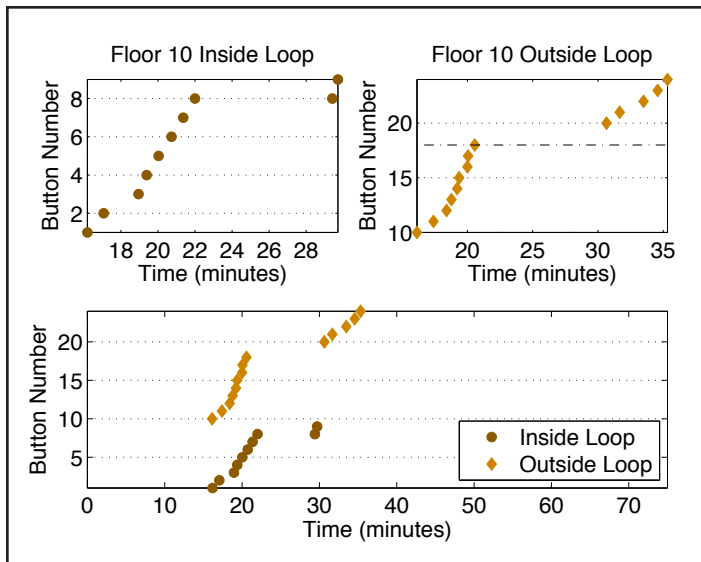 Floor 10 Inside Loop
Button Number
8
6
4
2
18 20 22 24 26 28
Time (minutes)
Floor 10 Outside Loop
Button Number
20
15
10
20 25 30 35
Time (minutes)
Button Number
20
15
10
5
0 10 20 30 40 50 60 70
Time (minutes)
Inside Loop
Outside Loop